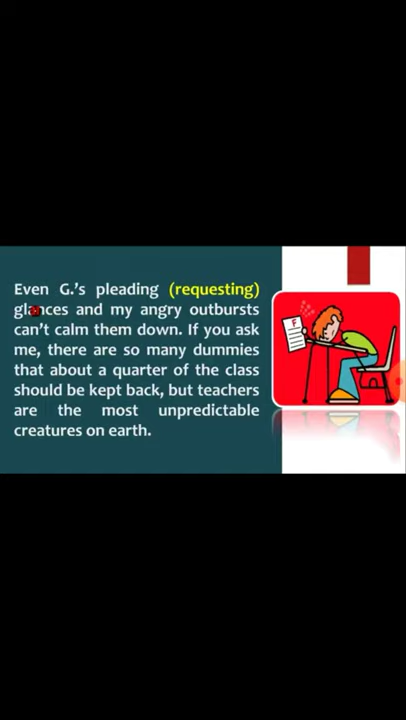 Even G.'s pleading (requesting)
glances and my angry outbursts
can't calm them down. If you ask
me, there are so many dummies
that about a quarter of the class
should be kept back, but teachers
are the most unpredictable
creatures on earth.
F